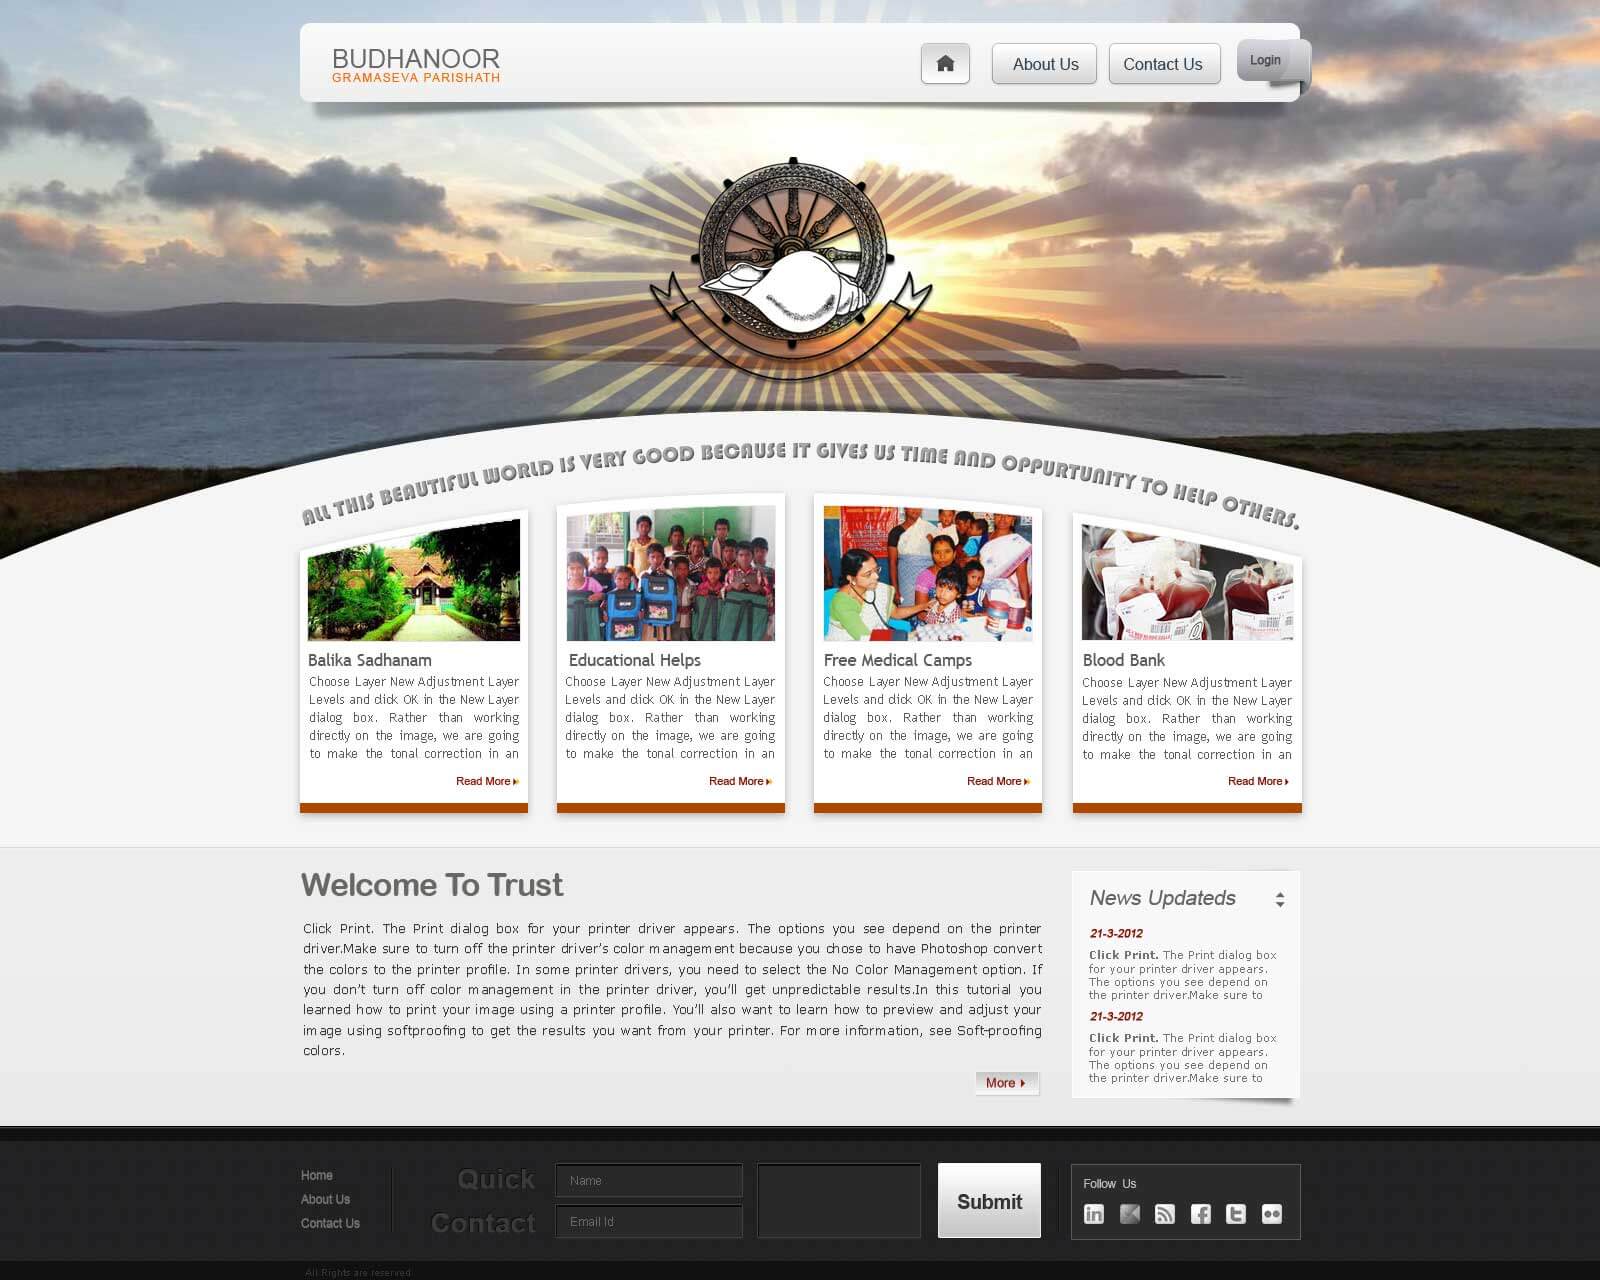 BUDHANOOR
GRAMASEVA PARISHATH
About Us
Contact Us
Login
ALL THIS BEAUTIFUL WORLD IS VERY GOOD BECAUSE IT GIVES US TIME AND OPPURTUNITY TO HELP OTHERS.
Balika Sadhanam
Choose Layer New Adjustment Layer
Levels and click OK in the New Layer
dialog box. Rather than working
directly on the image, we are going
to make the tonal correction in an
Read More
Educational Helps
Choose Layer New Adjustment Layer
Levels and click OK in the New Layer
dialog box. Rather than working
directly on the image, we are going
to make the tonal correction in an
Read More
Free Medical Camps
Choose Layer New Adjustment Layer
Levels and click OK in the New Layer
dialog box. Rather than working
directly on the image, we are going
to make the tonal correction in an
Read More
Blood Bank
Choose Layer New Adjustment Layer
Levels and click OK in the New Layer
dialog box. Rather than working
directly on the image, we are going
to make the tonal correction in an
Read More
Welcome To Trust
Click Print. The Print dialog box for your printer driver appears. The options you see depend on the printer
driver.Make sure to turn off the printer driver's color management because you chose to have Photoshop convert
the colors to the printer profile. In some printer drivers, you need to select the No Color Management option. If
you don't turn off color management in the printer driver, you'll get unpredictable results.In this tutorial you
learned how to print your image using a printer profile. You'll also want to learn how to preview and adjust your
image using softproofing to get the results you want from your printer. For more information, see Soft-proofing
colors.
More
News Updateds
21-3-2012
Click Print. The Print dialog box
for your printer driver appears.
The options you see depend on
the printer driver.Make sure to
21-3-2012
Click Print. The Print dialog box
for your printer driver appears.
The options you see depend on
the printer driver.Make sure to
Home
About Us
Contact Us
Quick
Contact
Name
Email Id
Submit
Follow Us
All Rights are reserved